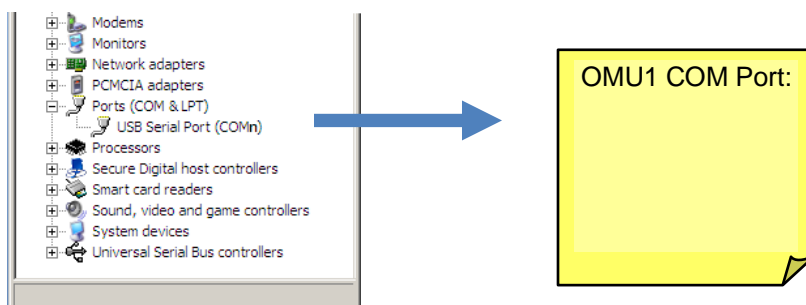 Modems
Monitors
Network adapters
PCMCIA adapters
Ports (COM & LPT)
USB Serial Port (COMn)
Processors
Secure Digital host controllers
Smart card readers
Sound, video and game controllers
System devices
Universal Serial Bus controllers
OMU1 COM Port: